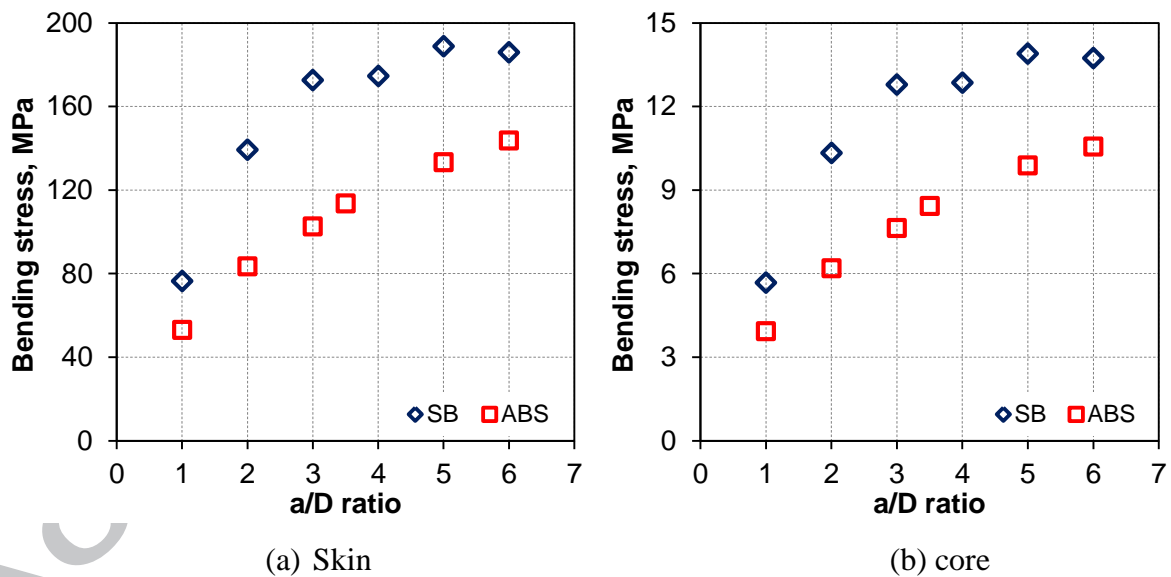 200
160
120
80
40
0
Bending stress, MPa
SB ABS
0 1 2 3 4 5 6 7
a/D ratio
(a) Skin
15
12
9
6
3
0
Bending stress, MPa
SB ABS
0 1 2 3 4 5 6 7
a/D ratio
(b) core